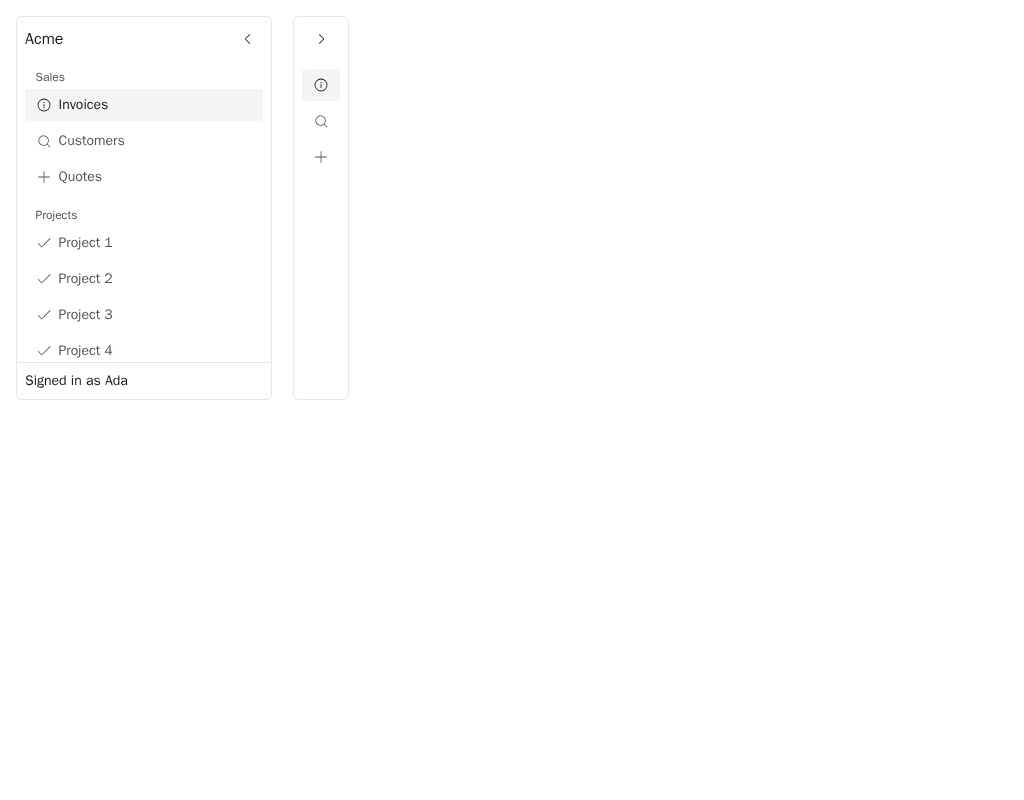 Acme
Sales
Invoices
Customers
Quotes
Projects
Project 1
Project 2
Project 3
Project 4
Signed in as Ada